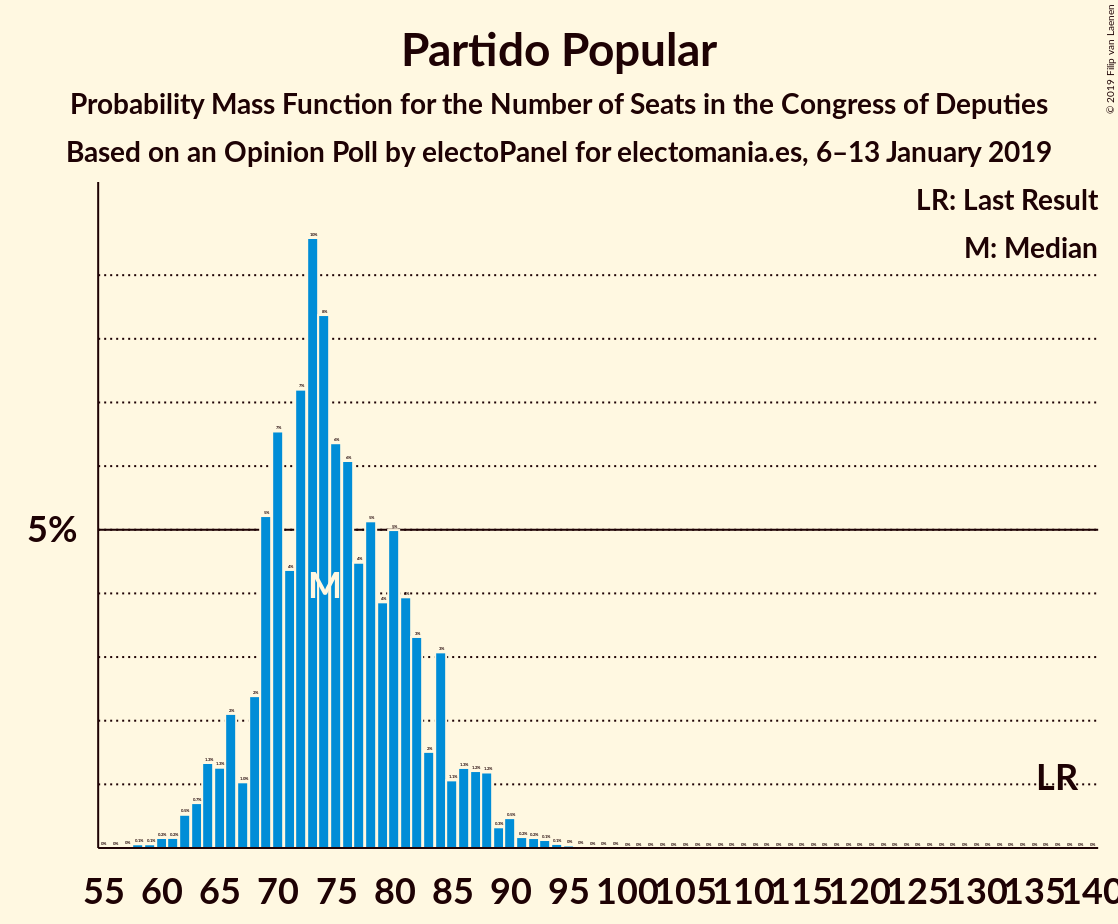 Partido Popular
Probability Mass Function for the Number of Seats in the Congress of Deputies
Based on an Opinion Poll by electoPanel for electomania.es, 6–13 January 2019
© 2019 Filip van Laenen
LR: Last Result
M: Median
5%
M
LR
55 60 65 70 75 80 85 90 95 100 105 110 115 120 125 130 135 140